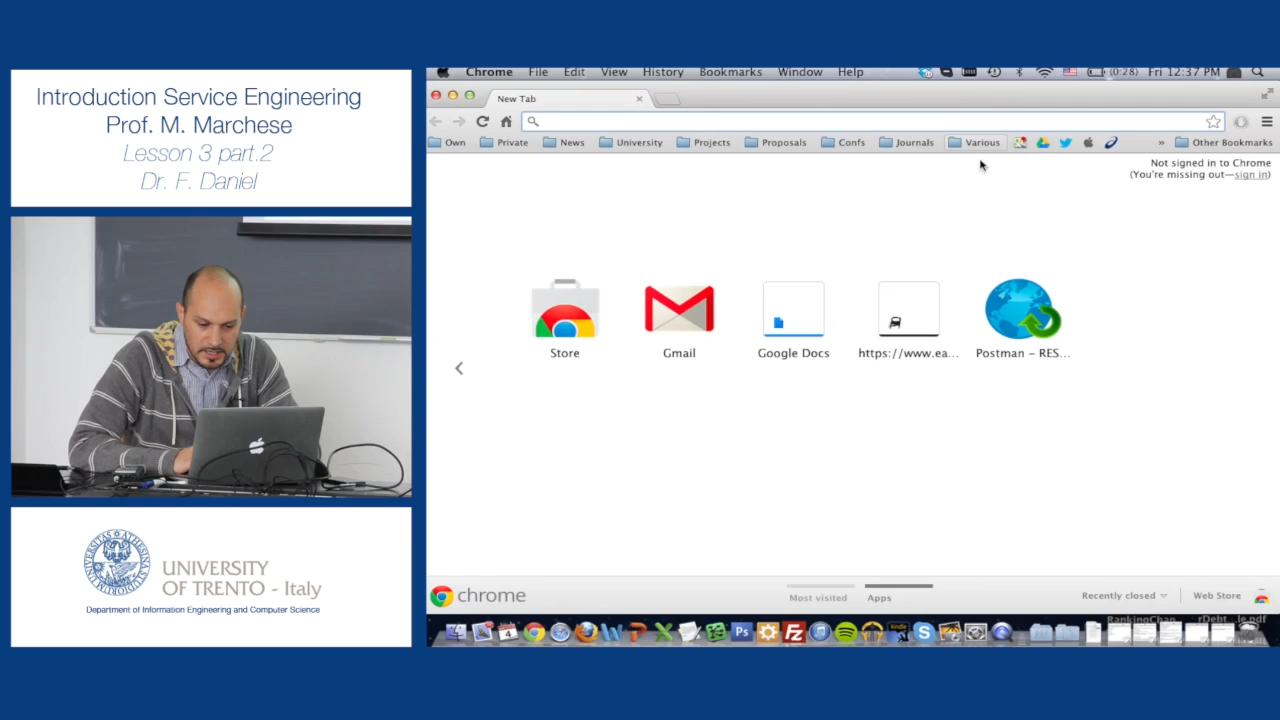 Introduction Service Engineering
Prof. M. Marchese
Lesson 3 part.2
Dr. F. Daniel
UNIVERSITY
OF TRENTO - Italy
Department of Information Engineering and Computer Science
Chrome File Edit View History Bookmarks Window Help (0:28) Fri 12:37 PM
New Tab
Own Private News University Projects Proposals Confs Journals Various » Other Bookmarks
Not signed in to Chrome
(You're missing out—sign in)
Store Gmail Google Docs https://www.ea... Postman – RES...
chrome Most visited Apps Recently closed Web Store
RankingChan rDebt...le.pdf